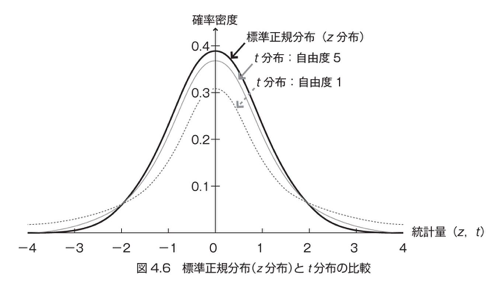 確率密度
標準正規分布（z 分布）
t 分布：自由度 5
t 分布：自由度 1
0.4
0.3
0.2
0.1
統計量（z, t）
−4 −3 −2 −1 0 1 2 3 4
図 4.6 標準正規分布（z 分布）と t 分布の比較